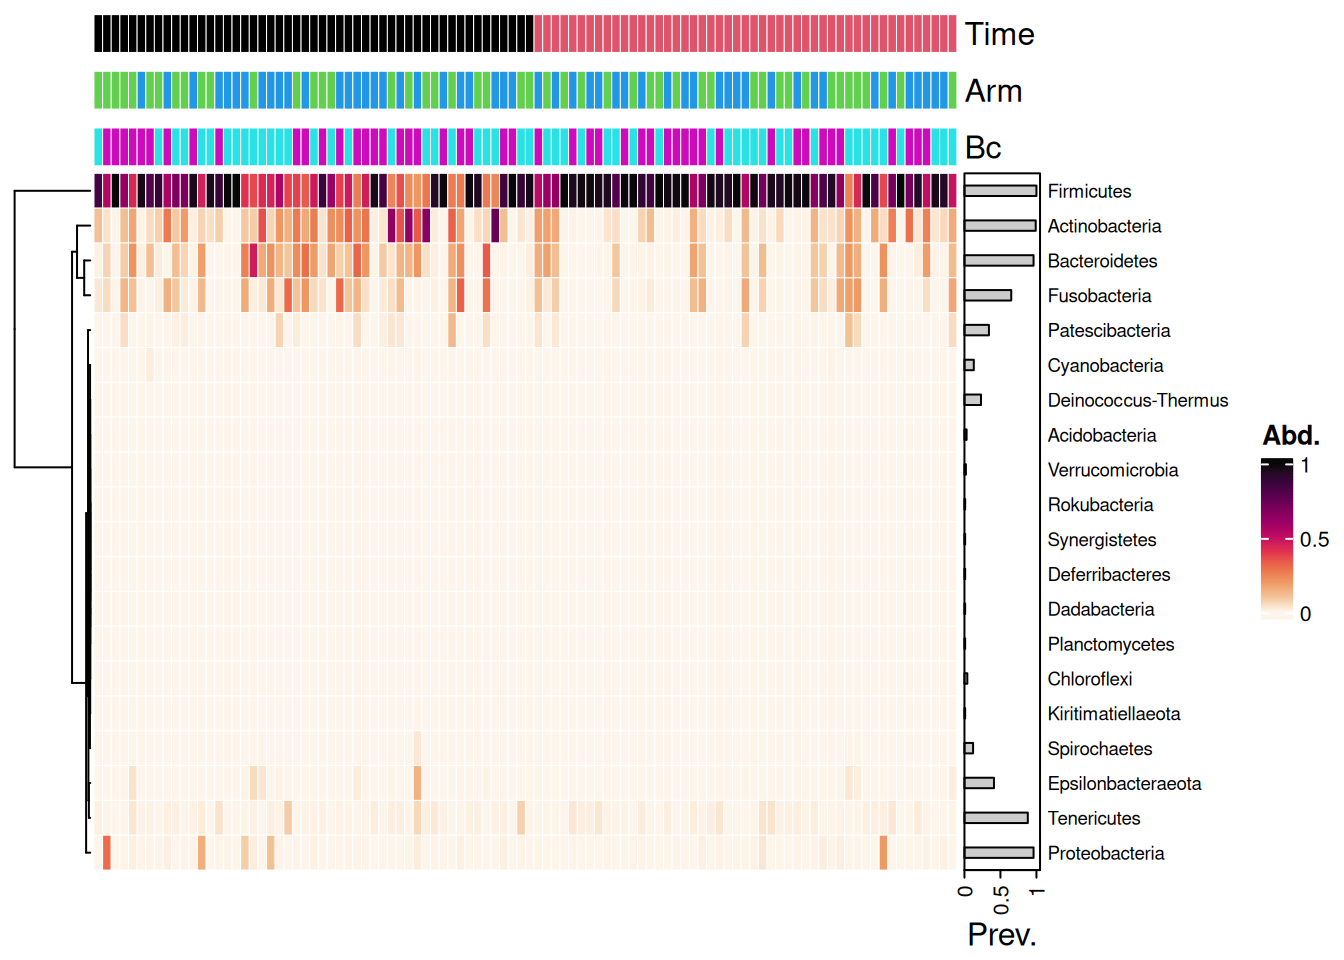 Time
Arm
Bc
Firmicutes
Actinobacteria
Bacteroidetes
Fusobacteria
Patescibacteria
Cyanobacteria
Deinococcus-Thermus
Acidobacteria
Verrucomicrobia
Rokubacteria
Synergistetes
Deferribacteres
Dadabacteria
Planctomycetes
Chloroflexi
Kiritimatiellaeota
Spirochaetes
Epsilonbacteraeota
Tenericutes
Proteobacteria
0
0.5
1
Prev.
Abd.
1
0.5
0